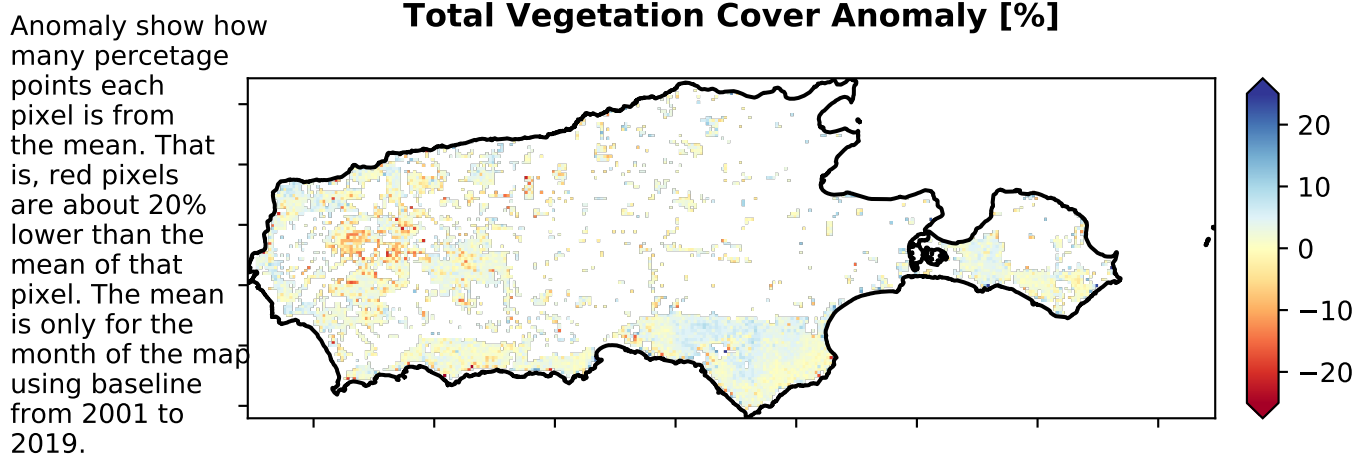 Total Vegetation Cover Anomaly [%]
Anomaly show how
many percetage
points each
pixel is from
the mean. That
is, red pixels
are about 20%
lower than the
mean of that
pixel. The mean
is only for the
month of the map
using baseline
from 2001 to
2019.
20
10
0
−10
−20